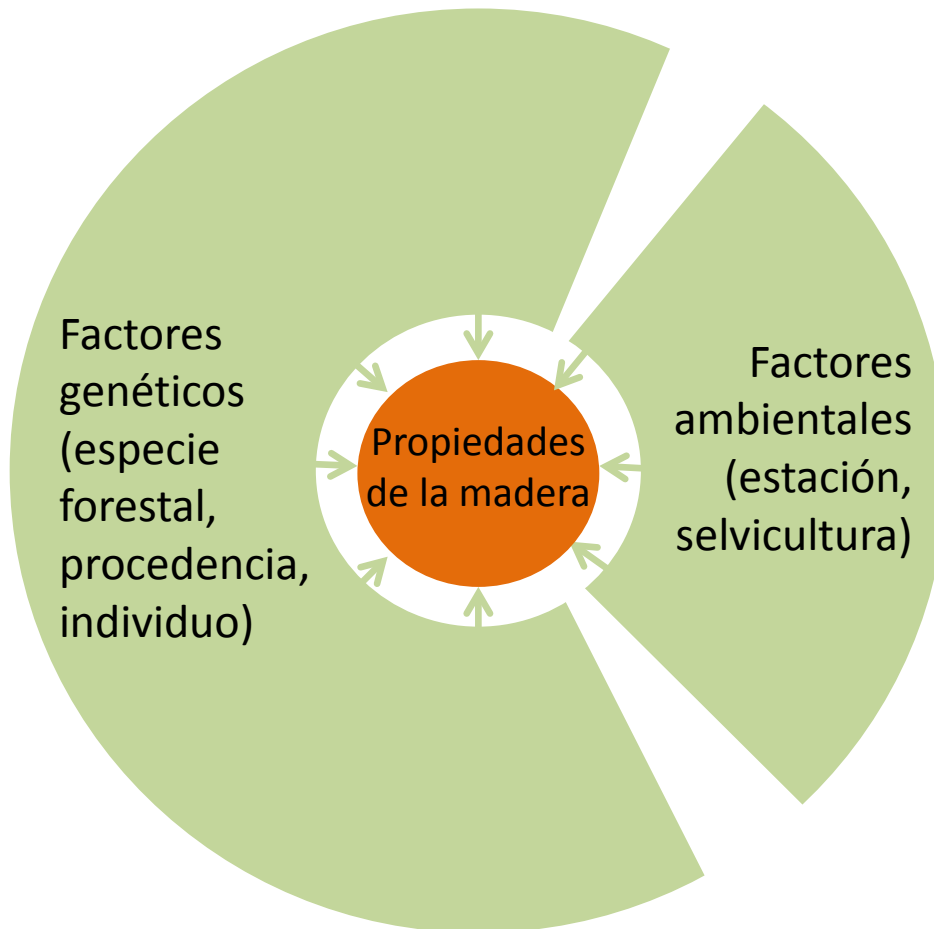 Factores
genéticos
(especie
forestal,
procedencia,
individuo)
Propiedades
de la madera
Factores
ambientales
(estación,
selvicultura)